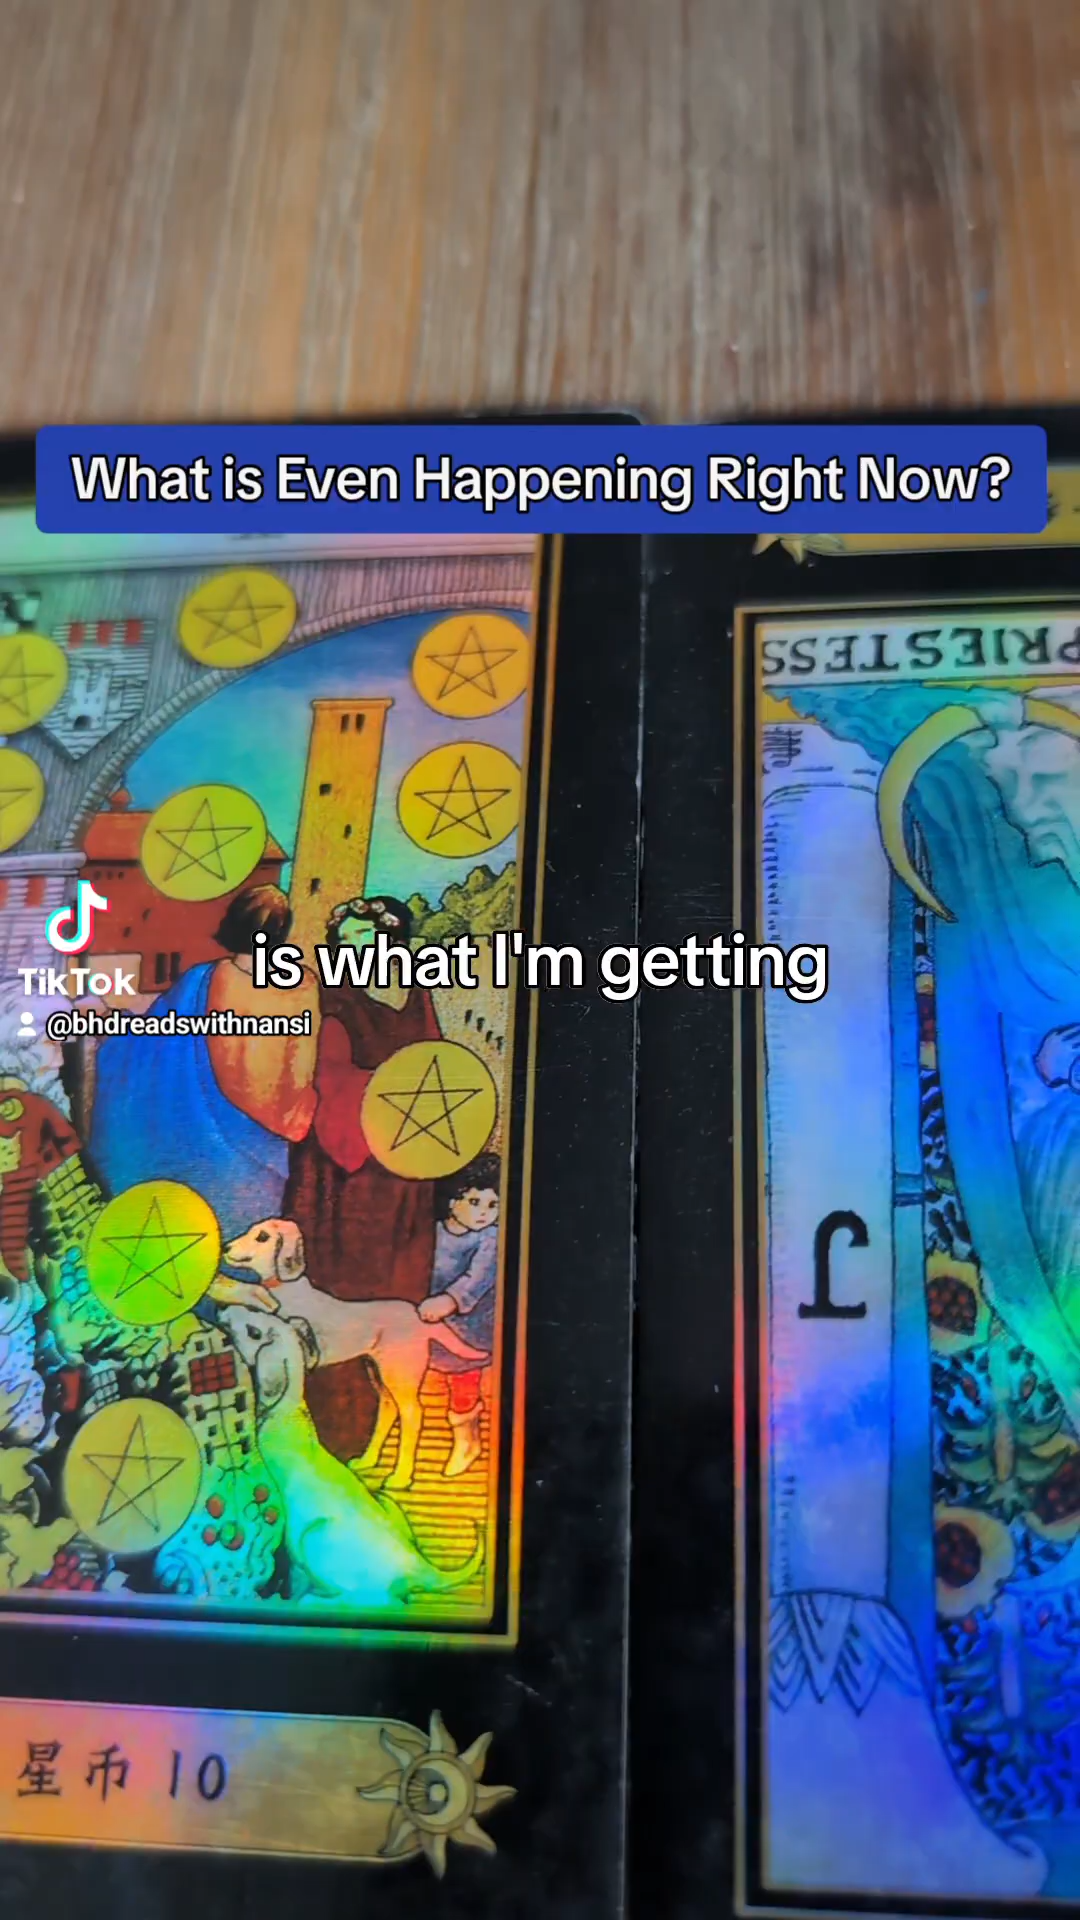 What is Even Happening Right Now?
PRIESTESS
TikTok
is what I'm getting
@bhdreadswithnansi
J
星币 10